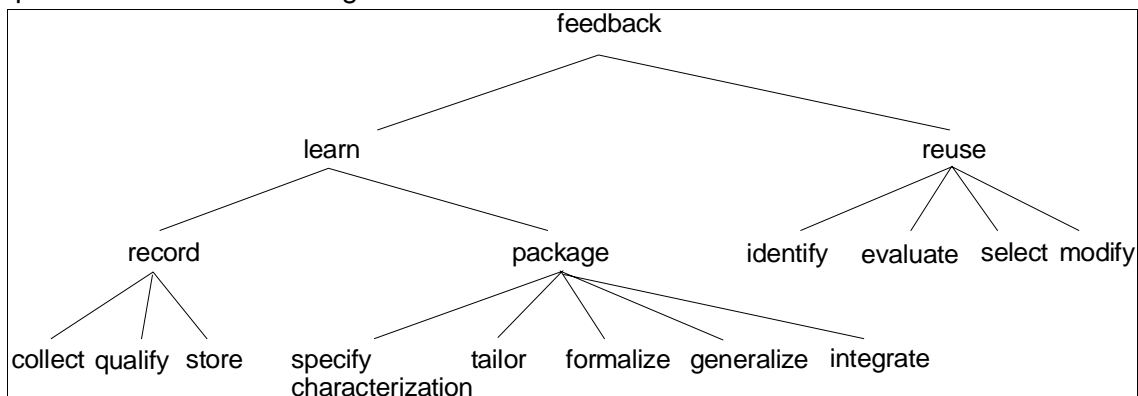 feedback
learn
reuse
record
package
identify
evaluate
select
modify
collect
qualify
store
specify
characterization
tailor
formalize
generalize
integrate